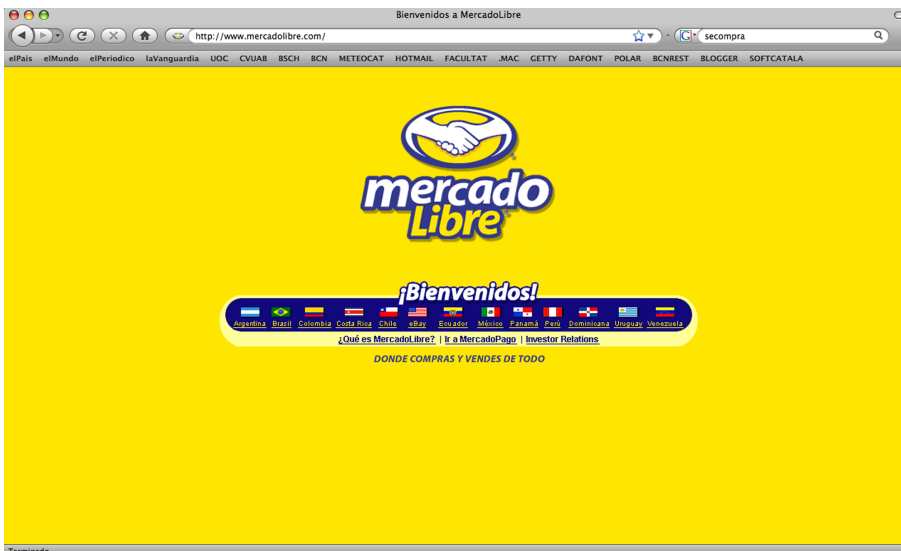 Bienvenidos a MercadoLibre
http://www.mercadolibre.com/ secompra
elPais elMundo elPeriodico laVanguardia UOC CVUAB BSCH BCN METEOCAT HOTMAIL FACULTAT .MAC GETTY DAFONT POLAR BCNREST BLOGGER SOFTCATALA
mercado
Libre
¡Bienvenidos!
Argentina Brazil Colombia Costa Rica Chile eBay Ecuador México Panamá Perú Dominicana Uruguay Venezuela
¿Qué es MercadoLibre? | Ir a MercadoPago | Investor Relations
DONDE COMPRAS Y VENDES DE TODO
Terminado